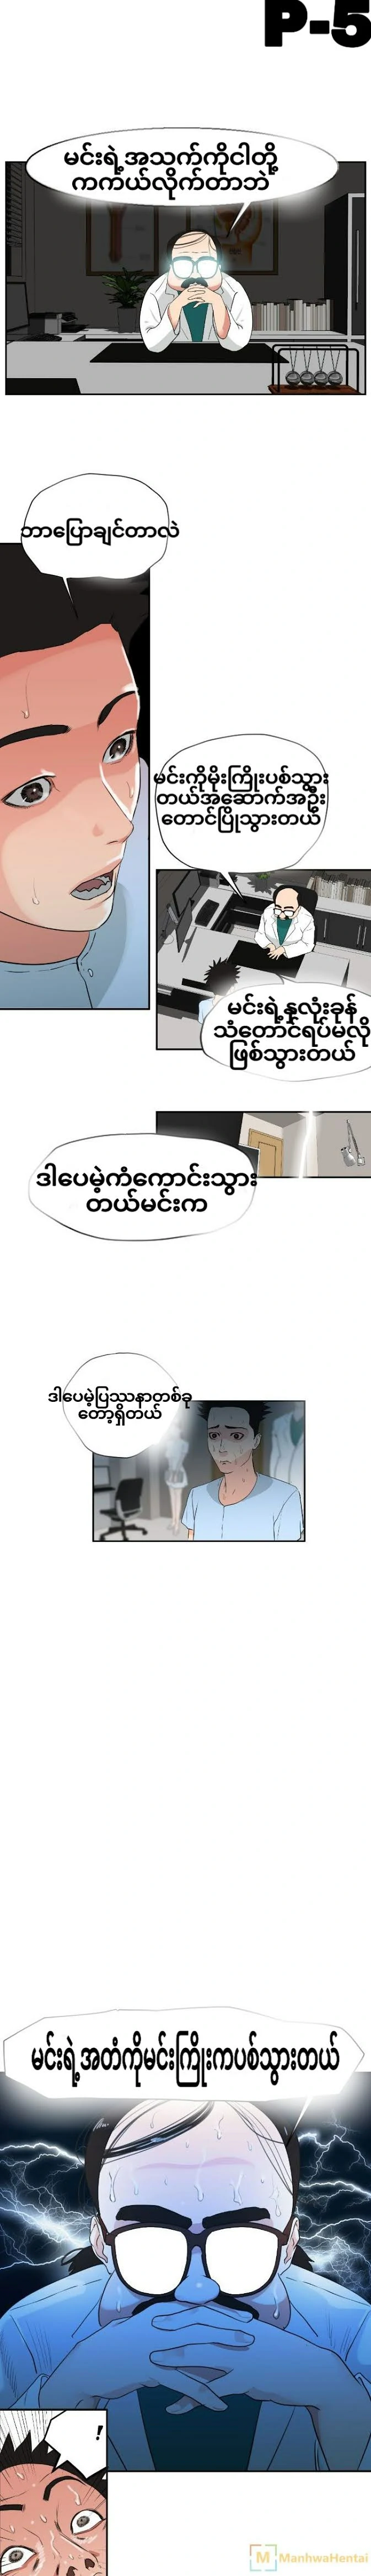 P-5
မင်းရဲ့အသက်ကိုငါတို့
ကကယ်လိုက်တာဘဲ
ဘာပြောချင်တာလဲ
မင်းကိုမိုးကြိုးပစ်သွား
တယ်အဆောက်အဦး
တောင်ပြိုသွားတယ်
မင်းရဲ့နှလုံးခုန်
သံတောင်ရပ်မလို
ဖြစ်သွားတယ်
ဒါပေမဲ့ကံကောင်းသွား
တယ်မင်းက
ဒါပေမဲ့ပြဿနာတစ်ခု
တော့ရှိတယ်
မင်းရဲ့အတံကိုမင်းကြိုးကပစ်သွားတယ်
!
ManhwaHentai